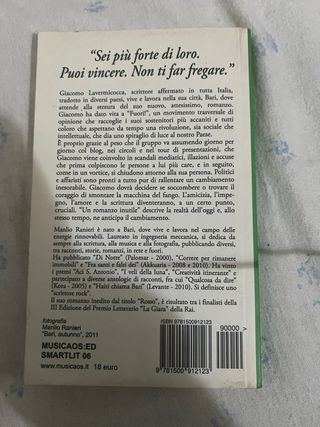 “Sei più forte di loro.
Puoi vincere. Non ti far fregare.”
Giacomo Lavermicocca, scrittore affermato in tutta Italia,
tradotto in diversi paesi, vive e lavora nella sua città, Bari, dove
attende alla stesura del suo nuovo, attesissimo, romanzo.
Giacomo ha dato vita a "Fuori!", un movimento trasversale di
opinione che raccoglie i suoi sostenitori più accaniti e tutti
coloro che aspettano da tempo una rivoluzione, sia sociale che
intellettuale, che dia uno spiraglio di luce al nostro Paese.
È proprio grazie al peso che il gruppo va assumendo giorno per
giorno col blog, nei circoli e nei tour di presentazioni, che
Giacomo viene coinvolto in scandali mediatici, illazioni e accuse
che prima colpiscono le persone a lui più care, e in seguito,
come in un vortice, si chiudono attorno alla sua persona. Politici
e affaristi sono pronti a tutto pur di rallentare un cambiamento
inesorabile. Giacomo dovrà decidere se soccombere o trovare il
coraggio di smontare la macchina del fango. L'amicizia, l'impe-
gno, l'amore e la scrittura diventeranno, a un certo punto,
cruciali. "Un romanzo inutile" descrive la realtà dell'oggi e, allo
stesso tempo, ne anticipa il cambiamento.
Manlio Ranieri è nato a Bari, dove vive e lavora nel campo delle
energie rinnovabili. Laureato in ingegneria meccanica, si dedica
da sempre alla scrittura, alla musica e alla fotografia, pubblicando diversi,
tra racconti, storie, romanzi, in rete e fuori.
Ha pubblicato "Di Notte" (Palomar - 2000), "Correre per rimanere
immobile" e "Fra santi e falsi dei" (Akkuaria - 2008 e 2010). Ha vinto
i premi "Aci S. Antonio", "I veli della luna", "Creatività itinerante" e
partecipato a diverse antologie di racconti, fra cui "Qualcosa da dire"
(Kora - 2005) e "Haiti chiama Bari" (Levante - 2010). Si definisce uno
"scrittore rock".
Il suo romanzo inedito dal titolo "Rosso", è risultato tra i finalisti della
III Edizione del Premio Letterario "La Giara" della Rai.
fotografia
Manlio Ranieri
"Bari, autunno", 2011
MUSICAOS:ED
SMARTLIT 06
www.musicaos.it | 18 euro
ISBN 9781500912123
90000 >
9 781500 912123